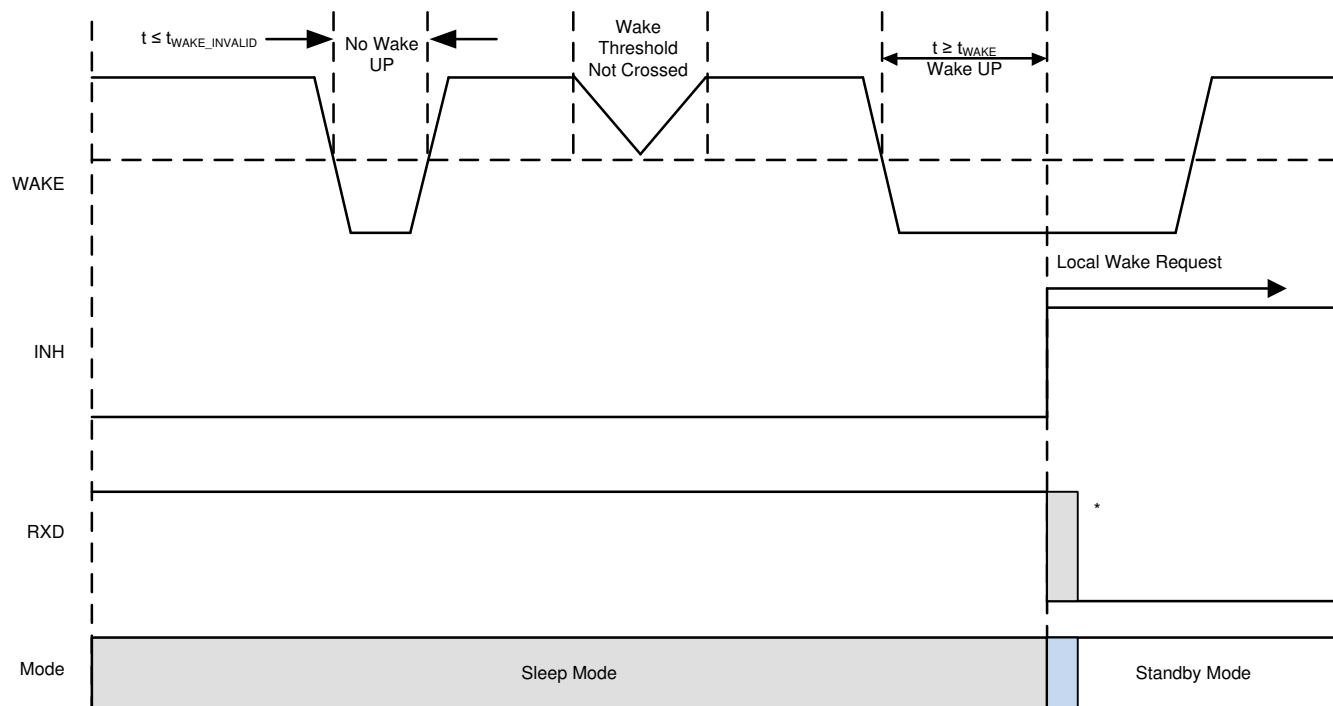 t ≤ tWAKE_INVALID
No Wake
UP
Wake
Threshold
Not Crossed
t ≥ tWAKE
Wake UP
WAKE
Local Wake Request
INH
RXD
*
Mode
Sleep Mode
Standby Mode